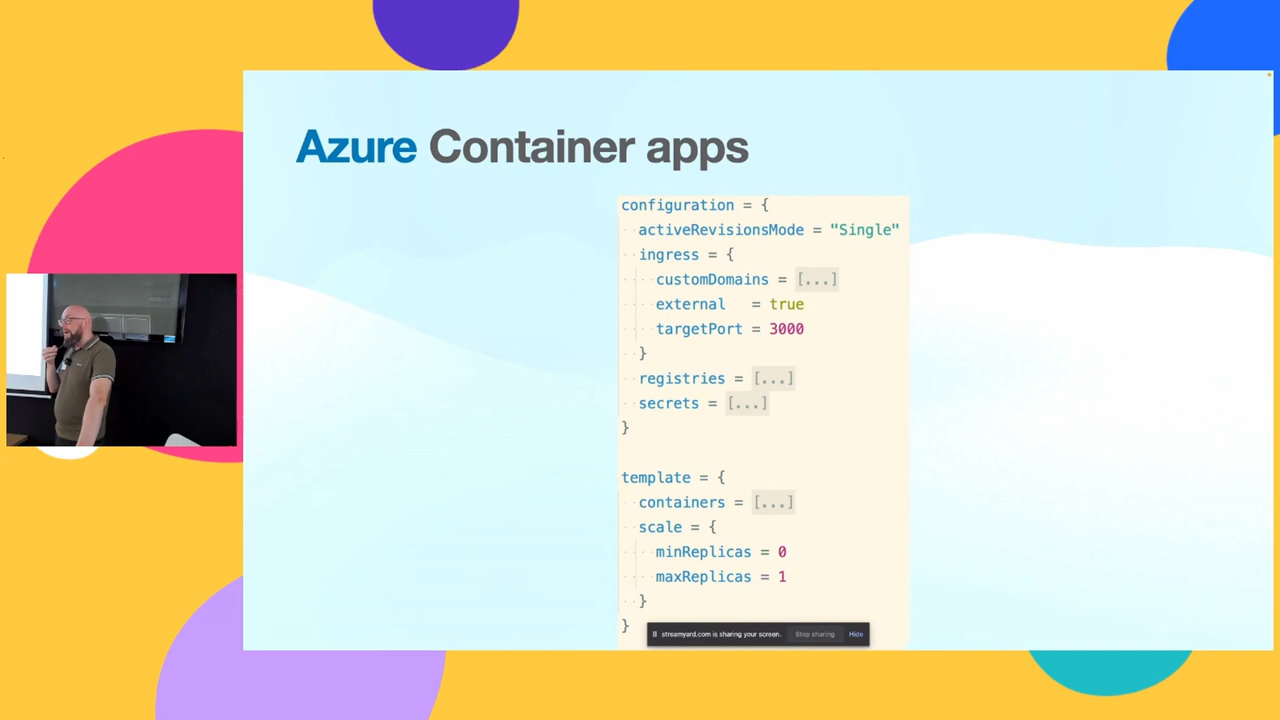 Azure Container apps
configuration = {
activeRevisionsMode = "Single"
ingress = {
customDomains = [...]
external = true
targetPort = 3000
}
registries = [...]
secrets = [...]
}
template = {
containers = [...]
scale = {
minReplicas = 0
maxReplicas = 1
}
}
streamyard.com is sharing your screen. Stop sharing Hide